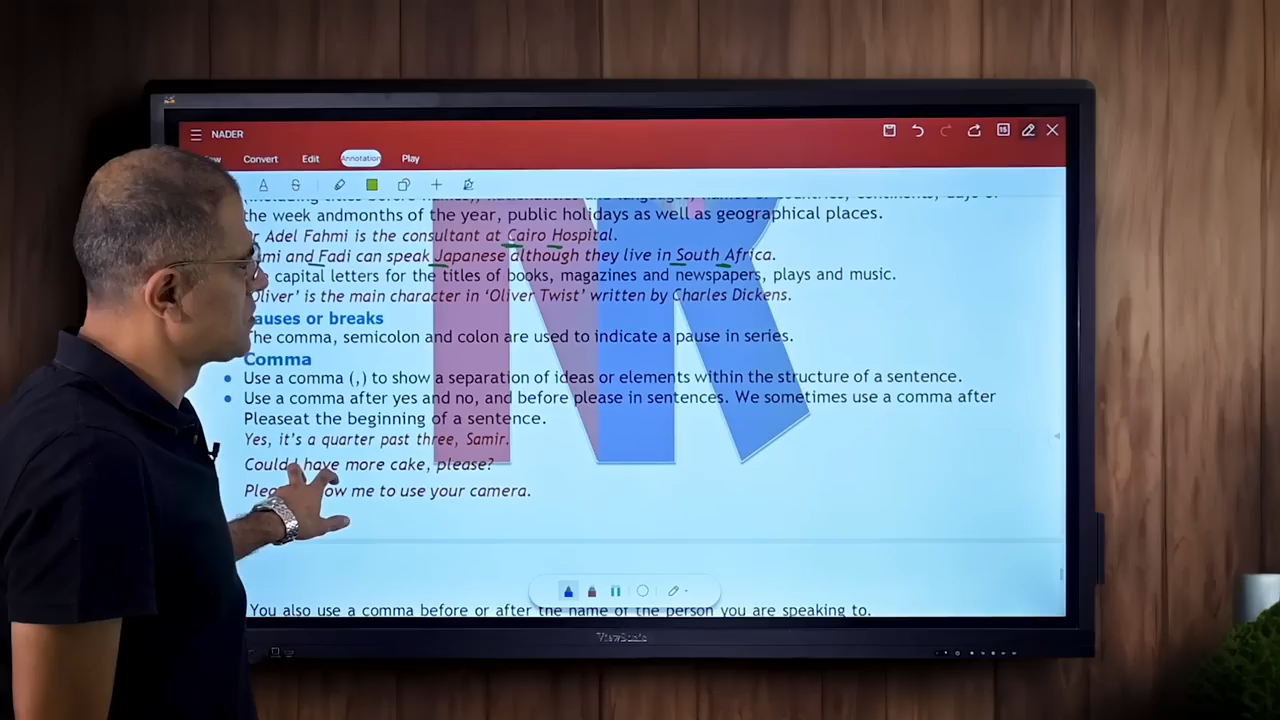 NADER
Convert Edit Annotation Play
the week andmonths of the year, public holidays as well as geographical places.
Adel Fahmi is the consultant at Cairo Hospital.
and Fadi can speak Japanese although they live in South Africa.
capital letters for the titles of books, magazines and newspapers, plays and music.
Oliver’ is the main character in ‘Oliver Twist’ written by Charles Dickens.
auses or breaks
The comma, semicolon and colon are used to indicate a pause in series.
Comma
• Use a comma (,) to show a separation of ideas or elements within the structure of a sentence.
• Use a comma after yes and no, and before please in sentences. We sometimes use a comma after
Pleaseat the beginning of a sentence.
Yes, it’s a quarter past three, Samir.
Could I have more cake, please?
me to use your camera.
You also use a comma before or after the name of the person you are speaking to.
ViewSonic